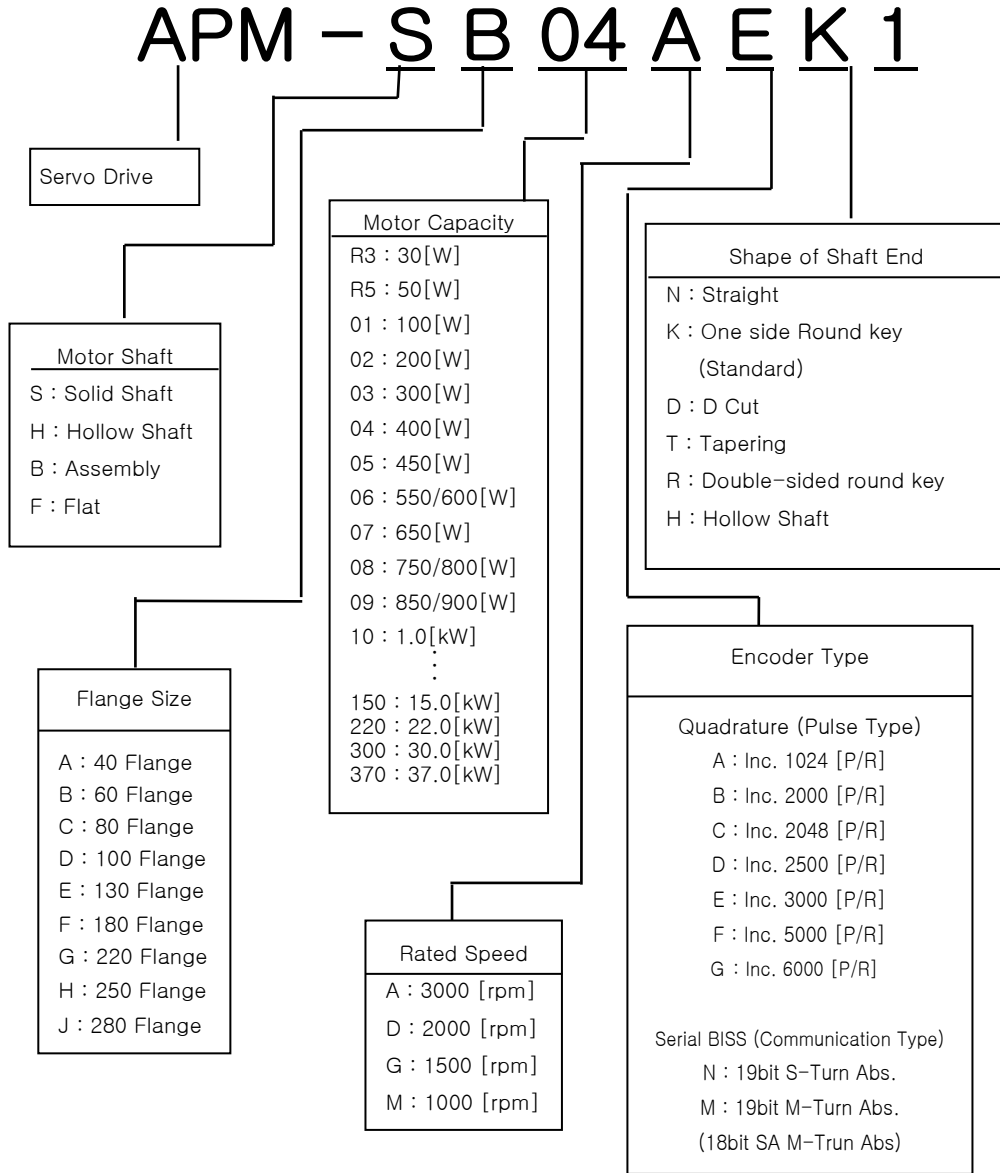 APM - S B 04 A E K 1
Servo Drive
Motor Shaft
S : Solid Shaft
H : Hollow Shaft
B : Assembly
F : Flat
Flange Size
A : 40 Flange
B : 60 Flange
C : 80 Flange
D : 100 Flange
E : 130 Flange
F : 180 Flange
G : 220 Flange
H : 250 Flange
J : 280 Flange
Motor Capacity
R3 : 30[W]
R5 : 50[W]
01 : 100[W]
02 : 200[W]
03 : 300[W]
04 : 400[W]
05 : 450[W]
06 : 550/600[W]
07 : 650[W]
08 : 750/800[W]
09 : 850/900[W]
10 : 1.0[kW]
⋮
150 : 15.0[kW]
220 : 22.0[kW]
300 : 30.0[kW]
370 : 37.0[kW]
Rated Speed
A : 3000 [rpm]
D : 2000 [rpm]
G : 1500 [rpm]
M : 1000 [rpm]
Shape of Shaft End
N : Straight
K : One side Round key
(Standard)
D : D Cut
T : Tapering
R : Double-sided round key
H : Hollow Shaft
Encoder Type
Quadrature (Pulse Type)
A : Inc. 1024 [P/R]
B : Inc. 2000 [P/R]
C : Inc. 2048 [P/R]
D : Inc. 2500 [P/R]
E : Inc. 3000 [P/R]
F : Inc. 5000 [P/R]
G : Inc. 6000 [P/R]
Serial BISS (Communication Type)
N : 19bit S-Turn Abs.
M : 19bit M-Turn Abs.
(18bit SA M-Trun Abs)